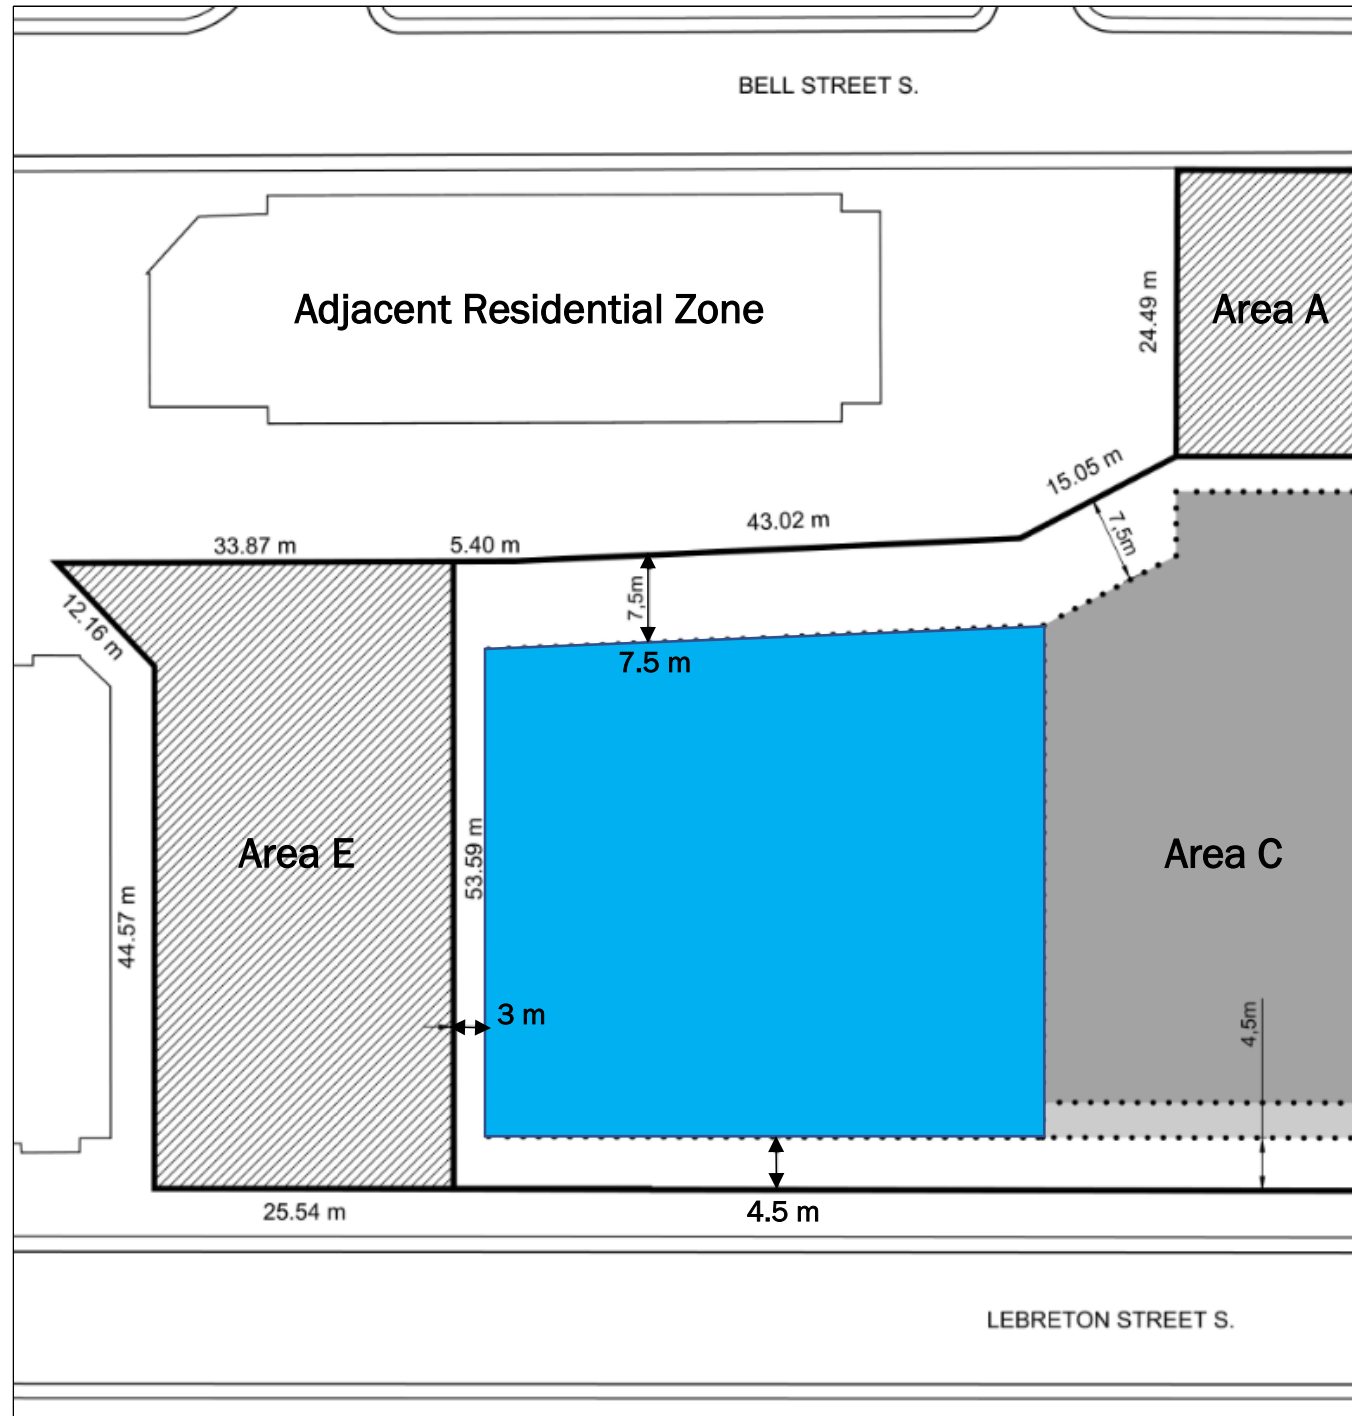 BELL STREET S.
Adjacent Residential Zone
24.49 m
Area A
15.05 m
7,5m
43.02 m
33.87 m
5.40 m
12.16 m
7,5m
7.5 m
Area E
53.59 m
Area C
44.57 m
3 m
4,5m
25.54 m
4.5 m
LEBRETON STREET S.